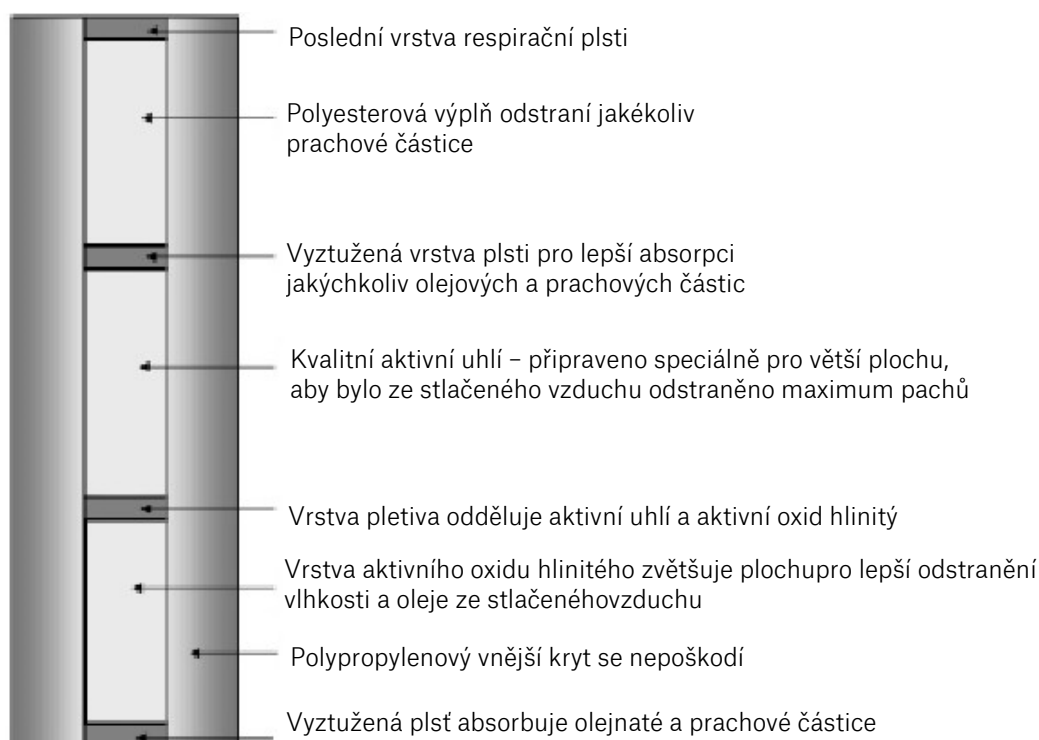 Poslední vrstva respirační plsti
Polyesterová výplň odstraní jakékoliv
prachové částice
Vyztužená vrstva plsti pro lepší absorpci
jakýchkoliv olejových a prachových částic
Kvalitní aktivní uhlí – připraveno speciálně pro větší plochu,
aby bylo ze stlačeného vzduchu odstraněno maximum pachů
Vrstva pletiva odděluje aktivní uhlí a aktivní oxid hlinitý
Vrstva aktivního oxidu hlinitého zvětšuje plochupro lepší odstranění
vlhkosti a oleje ze stlačenéhovzduchu
Polypropylenový vnější kryt se nepoškodí
Vyztužená plsť absorbuje olejnaté a prachové částice